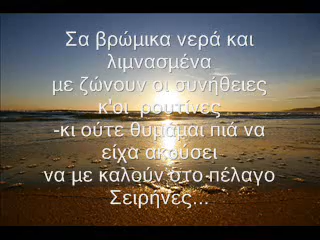 Σα βρώμικα νερά και
λιμνασμένα
με ζώνουν οι συνήθειες
κ'οι ρουτίνες
-κι ούτε θυμάμαι πιά να
είχα ακούσει
να με καλούν στο πέλαγο
Σειρήνες...